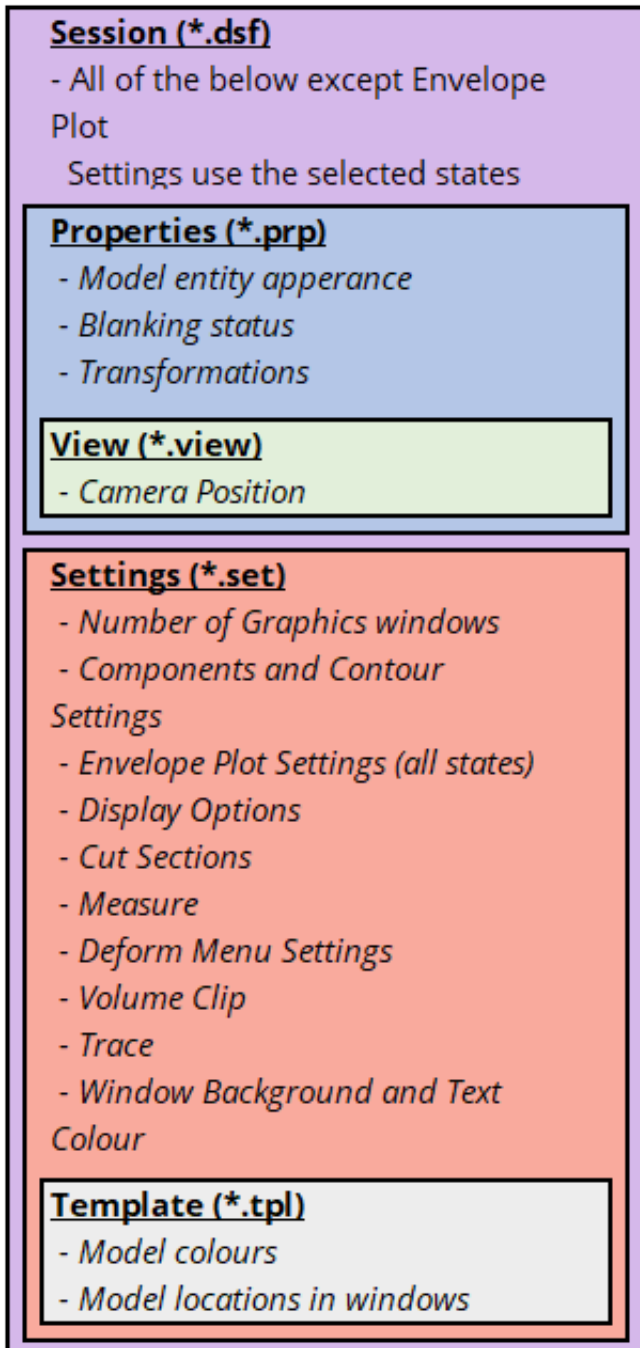 Session (*.dsf)
- All of the below except Envelope
Plot
Settings use the selected states
Properties (*.prp)
- Model entity apperance
- Blanking status
- Transformations
View (*.view)
- Camera Position
Settings (*.set)
- Number of Graphics windows
- Components and Contour
Settings
- Envelope Plot Settings (all states)
- Display Options
- Cut Sections
- Measure
- Deform Menu Settings
- Volume Clip
- Trace
- Window Background and Text
Colour
Template (*.tpl)
- Model colours
- Model locations in windows